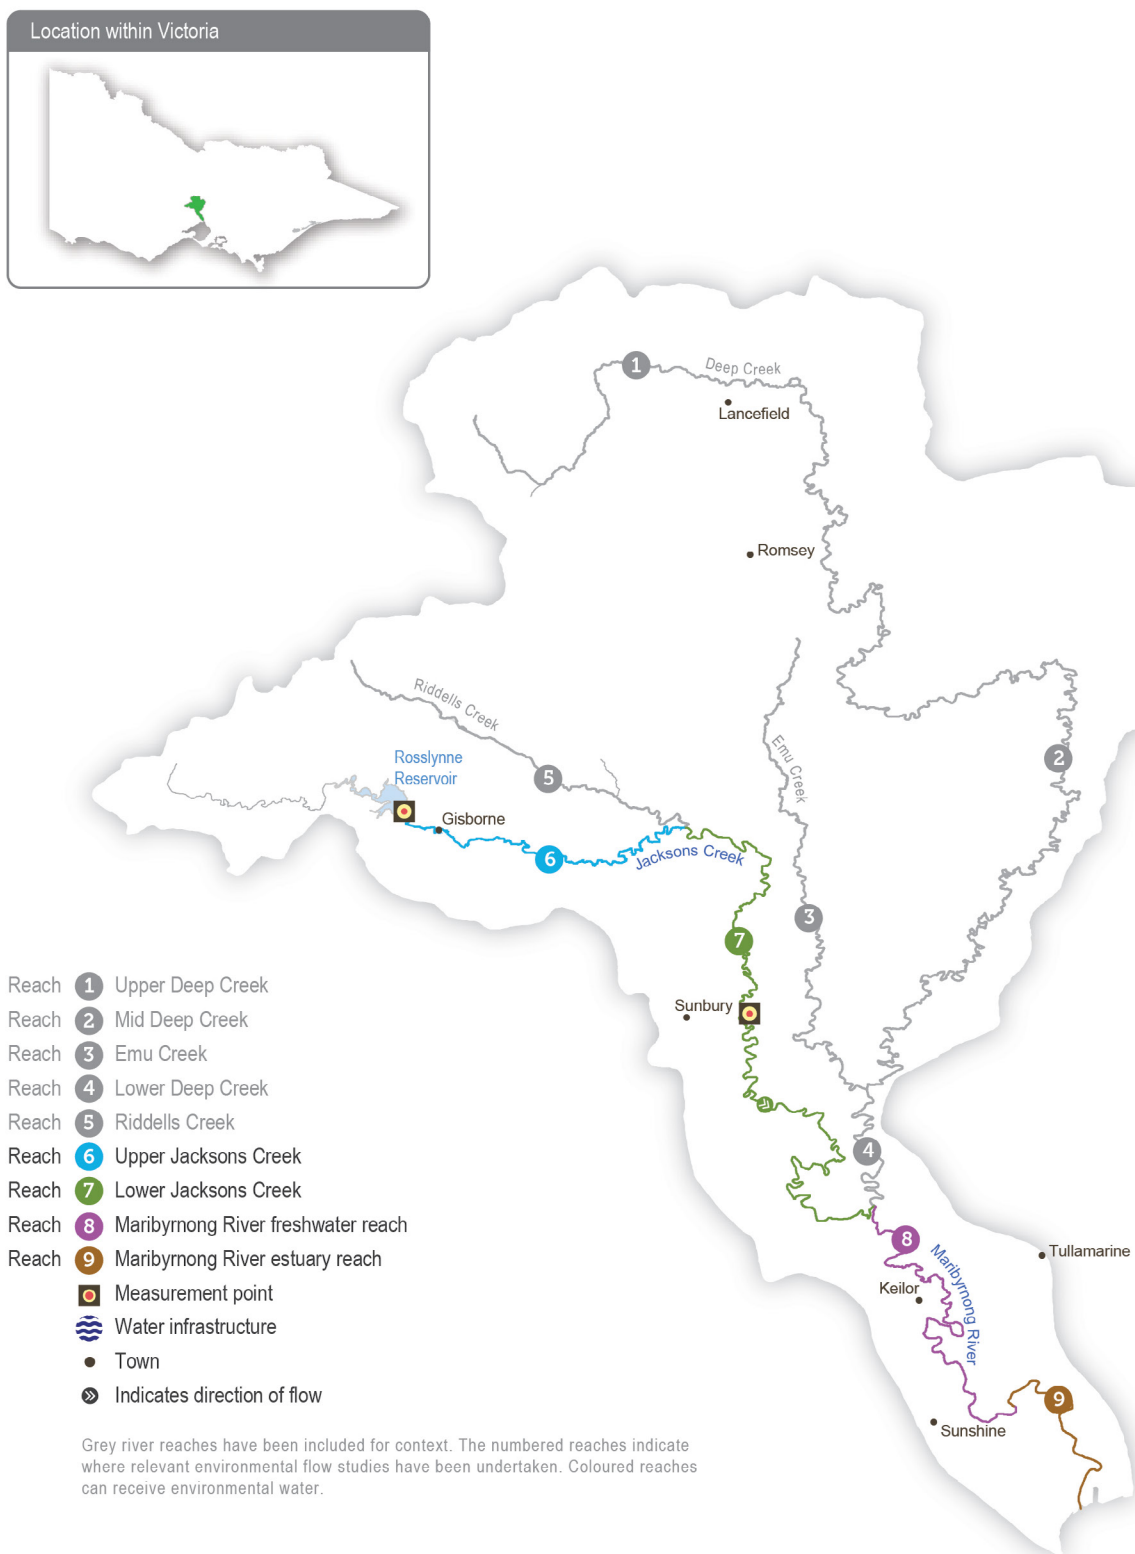 Location within Victoria
1
Deep Creek
Lancefield
Romsey
Riddells Creek
Emu Creek
2
Rosslynne
Reservoir
5
Gisborne
6
Jacksons Creek
3
7
Sunbury
4
8
Maribyrnong River
Tullamarine
Keilor
9
Sunshine
Reach 1 Upper Deep Creek
Reach 2 Mid Deep Creek
Reach 3 Emu Creek
Reach 4 Lower Deep Creek
Reach 5 Riddells Creek
Reach 6 Upper Jacksons Creek
Reach 7 Lower Jacksons Creek
Reach 8 Maribyrnong River freshwater reach
Reach 9 Maribyrnong River estuary reach
Measurement point
Water infrastructure
Town
Indicates direction of flow
Grey river reaches have been included for context. The numbered reaches indicate
where relevant environmental flow studies have been undertaken. Coloured reaches
can receive environmental water.